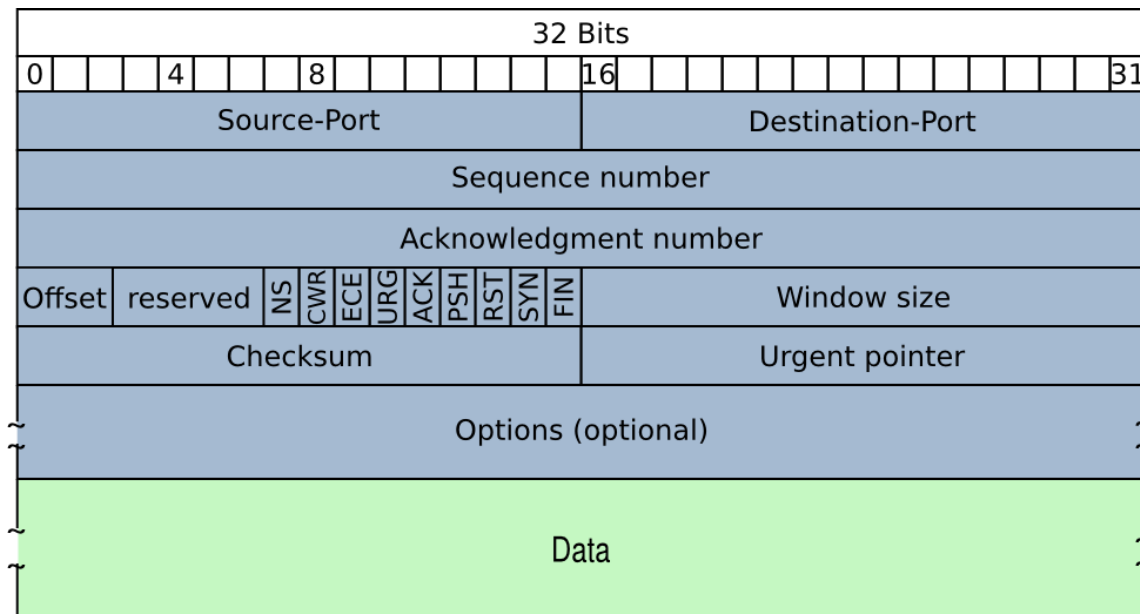 32 Bits
0 4 8 16 31
Source-Port Destination-Port
Sequence number
Acknowledgment number
Offset reserved NS CWR ECE URG ACK PSH RST SYN FIN Window size
Checksum Urgent pointer
Options (optional)
Data